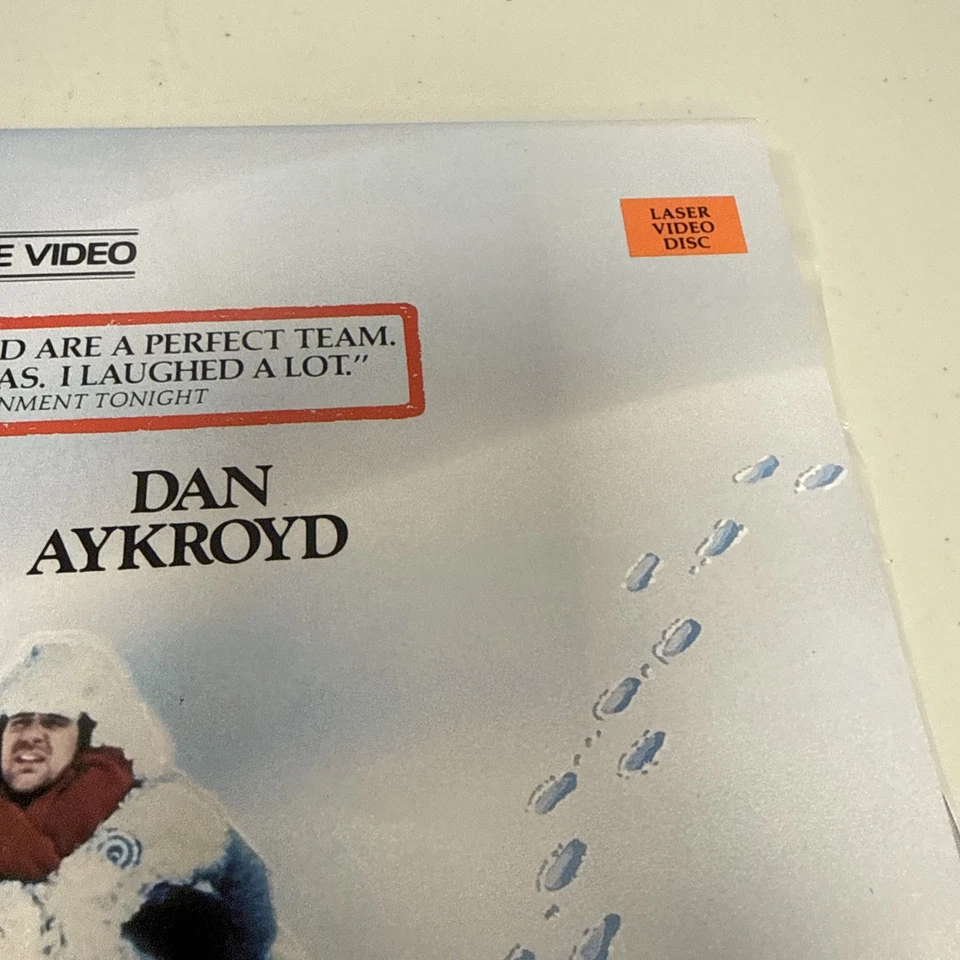 E VIDEO
LASER
VIDEO
DISC
D ARE A PERFECT TEAM.
AS. I LAUGHED A LOT."
NMENT TONIGHT
DAN
AYKROYD